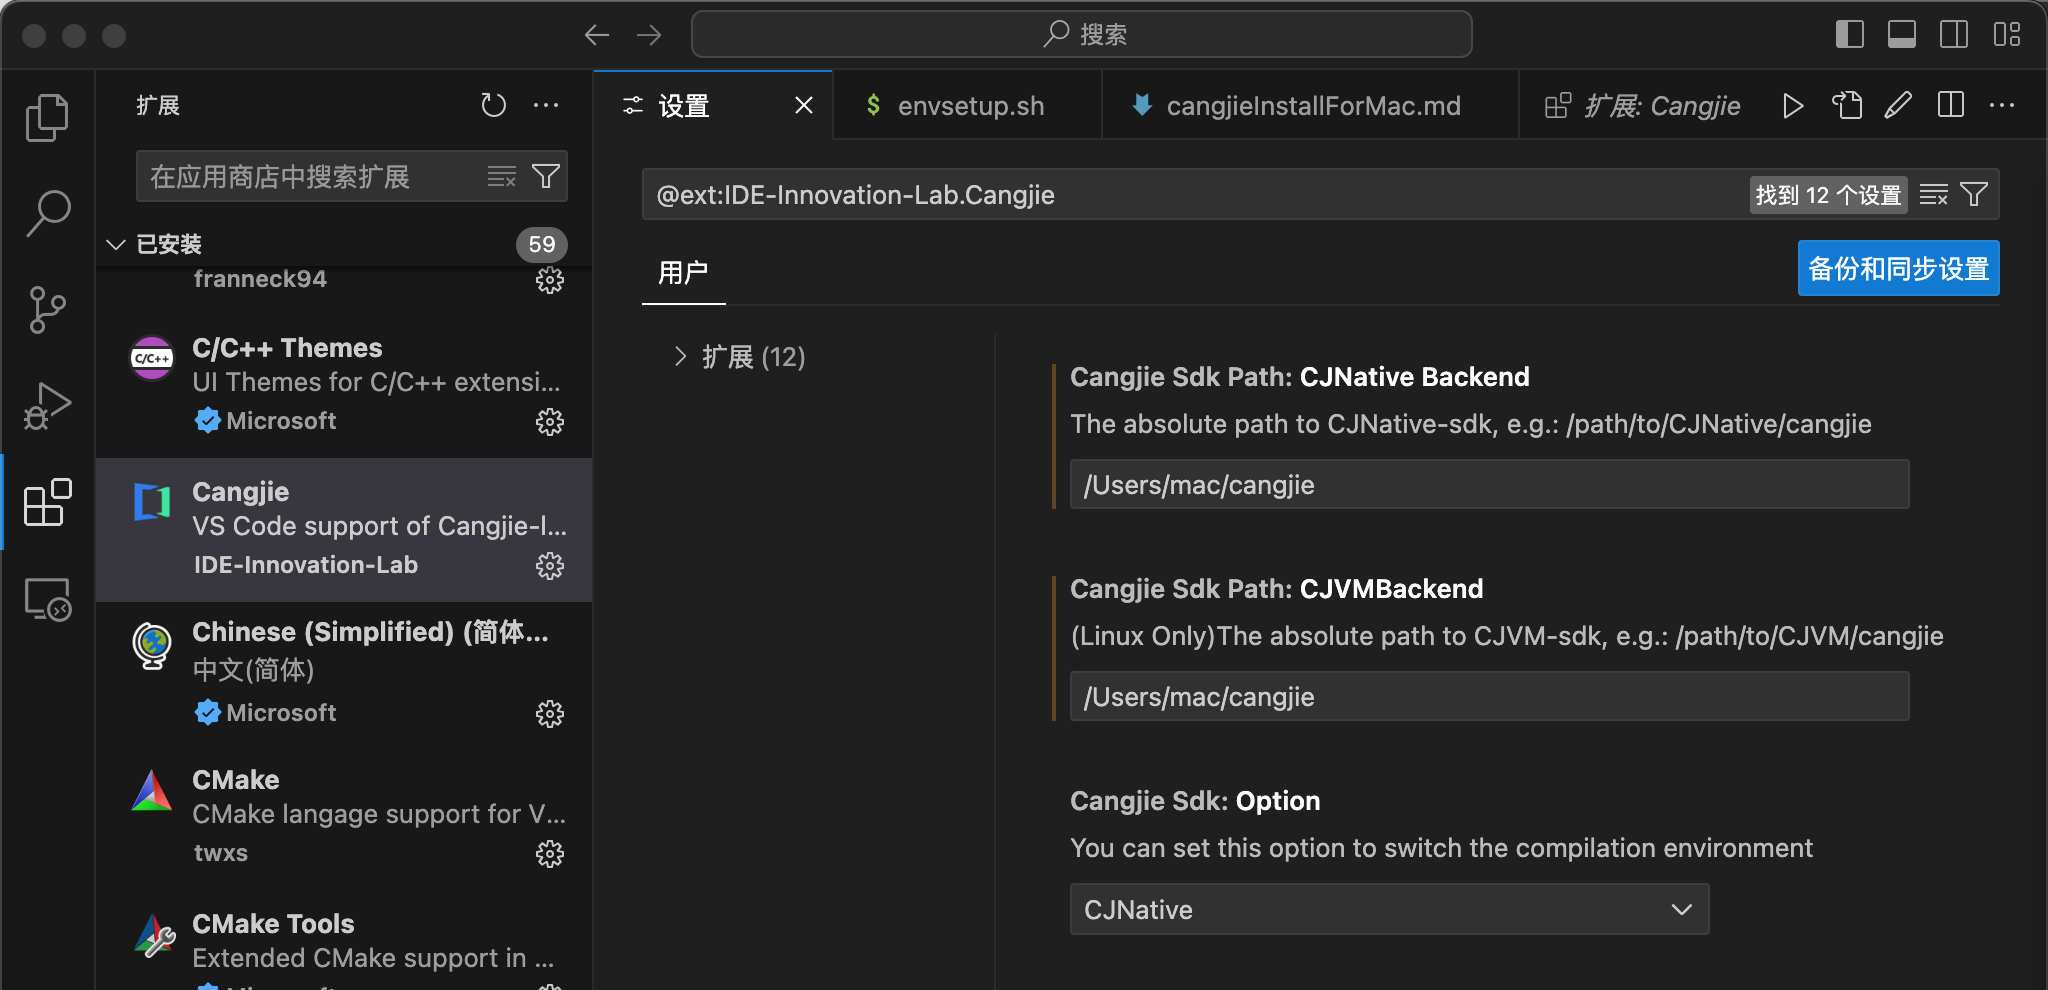 搜索
扩展
在应用商店中搜索扩展
已安装
59
franneck94
C/C++
C/C++ Themes
UI Themes for C/C++ extensi...
Microsoft
Cangjie
VS Code support of Cangjie-l...
IDE-Innovation-Lab
Chinese (Simplified) (简体...
中文(简体)
Microsoft
CMake
CMake langage support for V...
twxs
CMake Tools
Extended CMake support in ...
设置
$ envsetup.sh
cangjieInstallForMac.md
扩展: Cangjie
@ext:IDE-Innovation-Lab.Cangjie
找到 12 个设置
用户
备份和同步设置
扩展 (12)
Cangjie Sdk Path: CJNative Backend
The absolute path to CJNative-sdk, e.g.: /path/to/CJNative/cangjie
/Users/mac/cangjie
Cangjie Sdk Path: CJVMBackend
(Linux Only)The absolute path to CJVM-sdk, e.g.: /path/to/CJVM/cangjie
/Users/mac/cangjie
Cangjie Sdk: Option
You can set this option to switch the compilation environment
CJNative